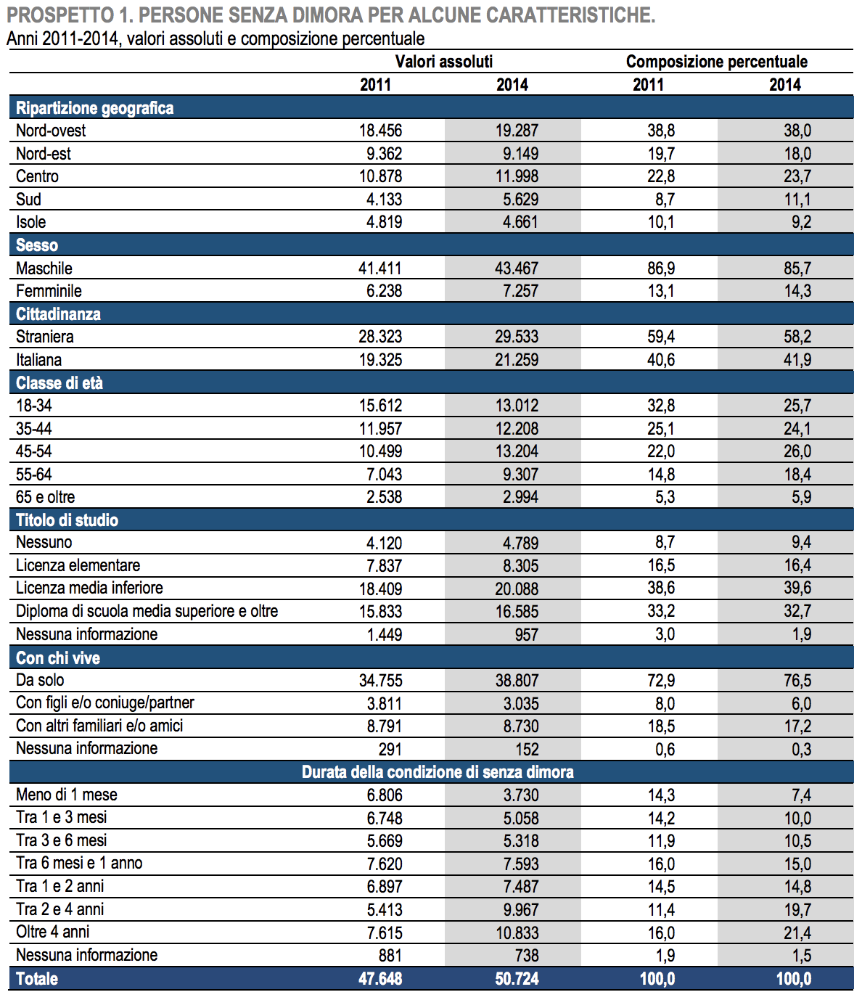 PROSPETTO 1. PERSONE SENZA DIMORA PER ALCUNE CARATTERISTICHE.
Anni 2011-2014, valori assoluti e composizione percentuale
Valori assoluti Composizione percentuale
2011 2014 2011 2014
Ripartizione geografica
Nord-ovest 18.456 19.287 38,8 38,0
Nord-est 9.362 9.149 19,7 18,0
Centro 10.878 11.998 22,8 23,7
Sud 4.133 5.629 8,7 11,1
Isole 4.819 4.661 10,1 9,2
Sesso
Maschile 41.411 43.467 86,9 85,7
Femminile 6.238 7.257 13,1 14,3
Cittadinanza
Straniera 28.323 29.533 59,4 58,2
Italiana 19.325 21.259 40,6 41,9
Classe di età
18-34 15.612 13.012 32,8 25,7
35-44 11.957 12.208 25,1 24,1
45-54 10.499 13.204 22,0 26,0
55-64 7.043 9.307 14,8 18,4
65 e oltre 2.538 2.994 5,3 5,9
Titolo di studio
Nessuno 4.120 4.789 8,7 9,4
Licenza elementare 7.837 8.305 16,5 16,4
Licenza media inferiore 18.409 20.088 38,6 39,6
Diploma di scuola media superiore e oltre 15.833 16.585 33,2 32,7
Nessuna informazione 1.449 957 3,0 1,9
Con chi vive
Da solo 34.755 38.807 72,9 76,5
Con figli e/o coniuge/partner 3.811 3.035 8,0 6,0
Con altri familiari e/o amici 8.791 8.730 18,5 17,2
Nessuna informazione 291 152 0,6 0,3
Durata della condizione di senza dimora
Meno di 1 mese 6.806 3.730 14,3 7,4
Tra 1 e 3 mesi 6.748 5.058 14,2 10,0
Tra 3 e 6 mesi 5.669 5.318 11,9 10,5
Tra 6 mesi e 1 anno 7.620 7.593 16,0 15,0
Tra 1 e 2 anni 6.897 7.487 14,5 14,8
Tra 2 e 4 anni 5.413 9.967 11,4 19,7
Oltre 4 anni 7.615 10.833 16,0 21,4
Nessuna informazione 881 738 1,9 1,5
Totale 47.648 50.724 100,0 100,0